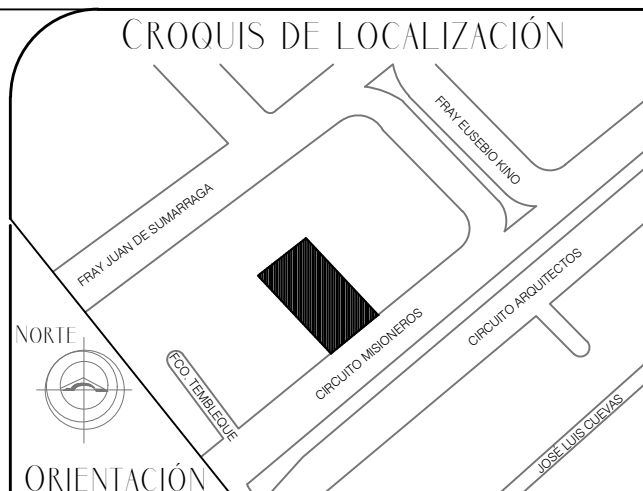 CROQUIS DE LOCALIZACIÓN
FRAY EUSEBIO KINO
FRAY JUAN DE SUMARRAGA
CIRCUITO ARQUITECTOS
CIRCUITO MISIONEROS
NORTE
FCO. TEMBLEQUE
JOSÉ LUIS CUEVAS
ORIENTACIÓN